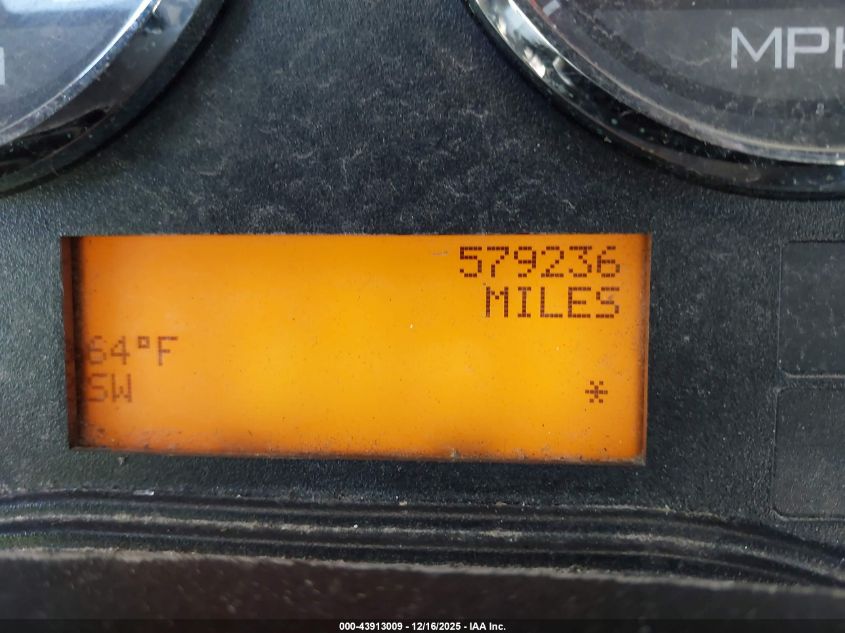 MPH
579236
MILES
64°F
SW
*
000-43913009 - 12/16/2025 - IAA Inc.